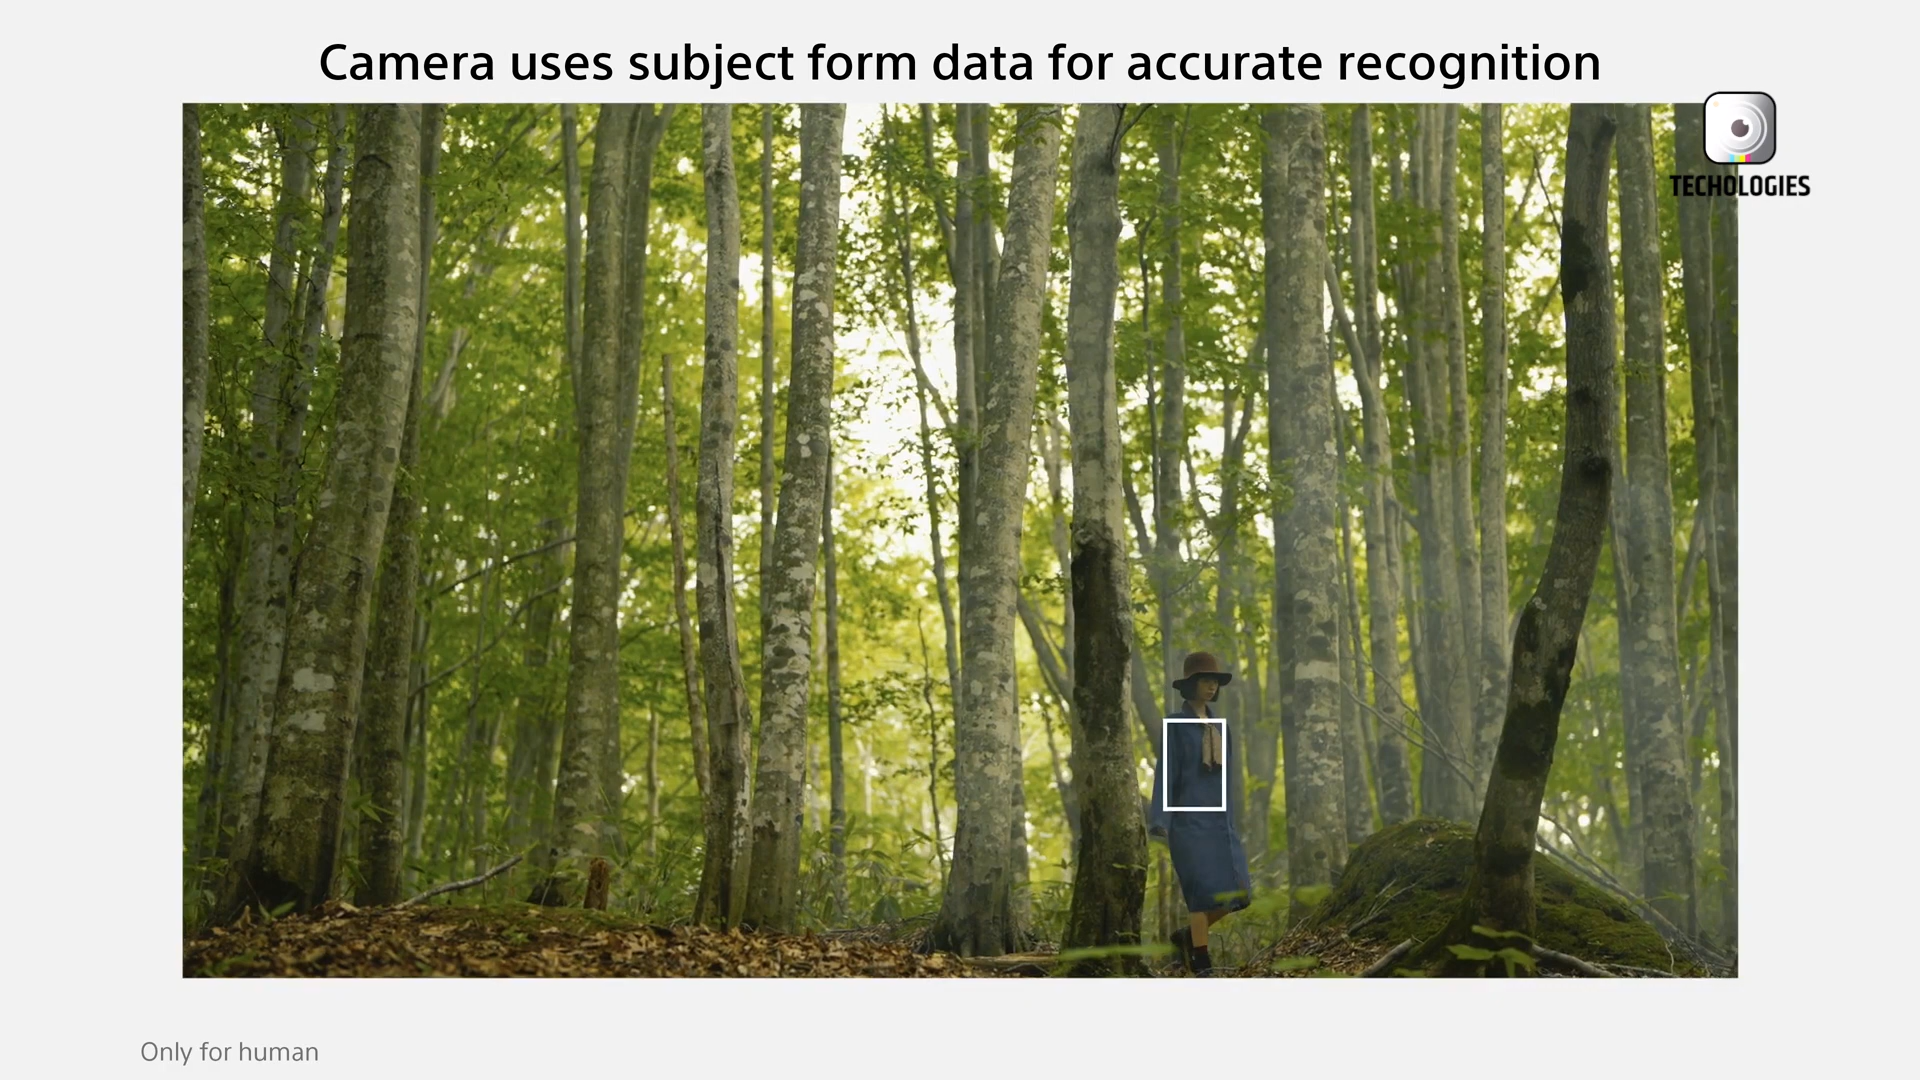 Camera uses subject form data for accurate recognition
TECHOLOGIES
Only for human